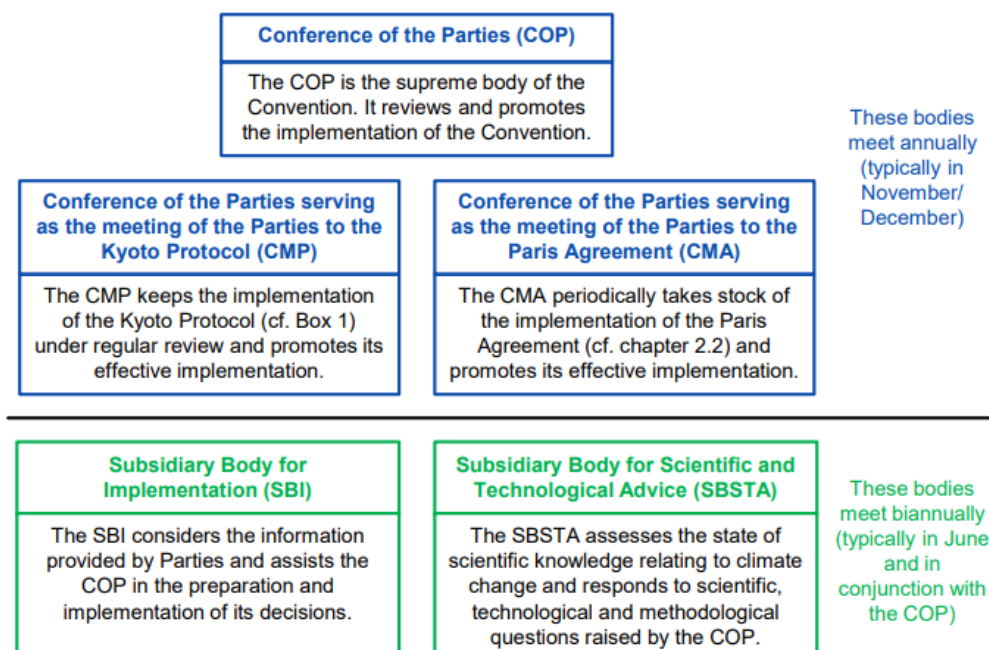 Conference of the Parties (COP)
The COP is the supreme body of the
Convention. It reviews and promotes
the implementation of the Convention.
These bodies
meet annually
(typically in
November/
December)
Conference of the Parties serving
as the meeting of the Parties to the
Kyoto Protocol (CMP)
The CMP keeps the implementation
of the Kyoto Protocol (cf. Box 1)
under regular review and promotes its
effective implementation.
Conference of the Parties serving
as the meeting of the Parties to the
Paris Agreement (CMA)
The CMA periodically takes stock of
the implementation of the Paris
Agreement (cf. chapter 2.2) and
promotes its effective implementation.
Subsidiary Body for
Implementation (SBI)
The SBI considers the information
provided by Parties and assists the
COP in the preparation and
implementation of its decisions.
Subsidiary Body for Scientific and
Technological Advice (SBSTA)
The SBSTA assesses the state of
scientific knowledge relating to climate
change and responds to scientific,
technological and methodological
questions raised by the COP.
These bodies
meet biannually
(typically in June
and in
conjunction with
the COP)